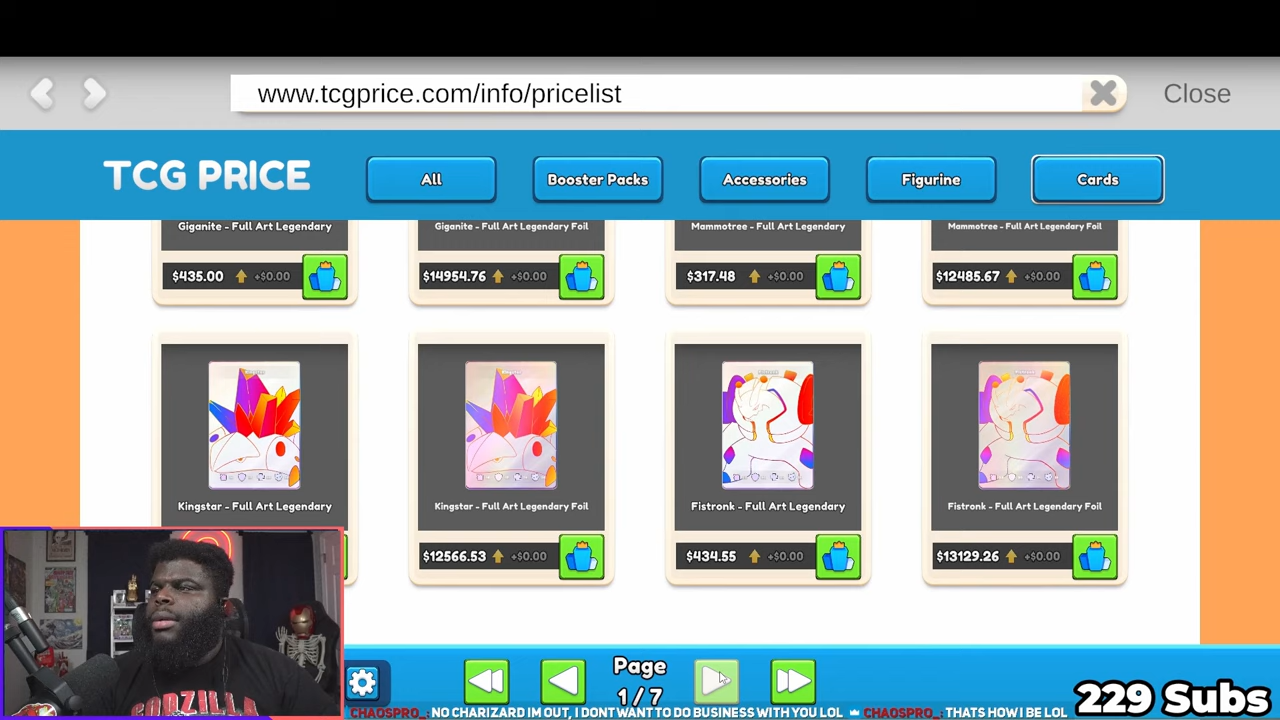 www.tcgprice.com/info/pricelist
Close
TCG PRICE
All
Booster Packs
Accessories
Figurine
Cards
Giganite - Full Art Legendary
Giganite - Full Art Legendary Foil
Mammotree - Full Art Legendary
Mammotree - Full Art Legendary Foil
$435.00 +$0.00
$14954.76 +$0.00
$317.48 +$0.00
$12485.67 +$0.00
Kingstar - Full Art Legendary
Kingstar - Full Art Legendary Foil
Fistronk - Full Art Legendary
Fistronk - Full Art Legendary Foil
$12566.53 +$0.00
$434.55 +$0.00
$13129.26 +$0.00
GODZILLA
Page
1/7
229 Subs
CHAOSPRO_: NO CHARIZARD IM OUT, I DONT WANT TO DO BUSINESS WITH YOU LOL CHAOSPRO_: THATS HOW I BE LOL